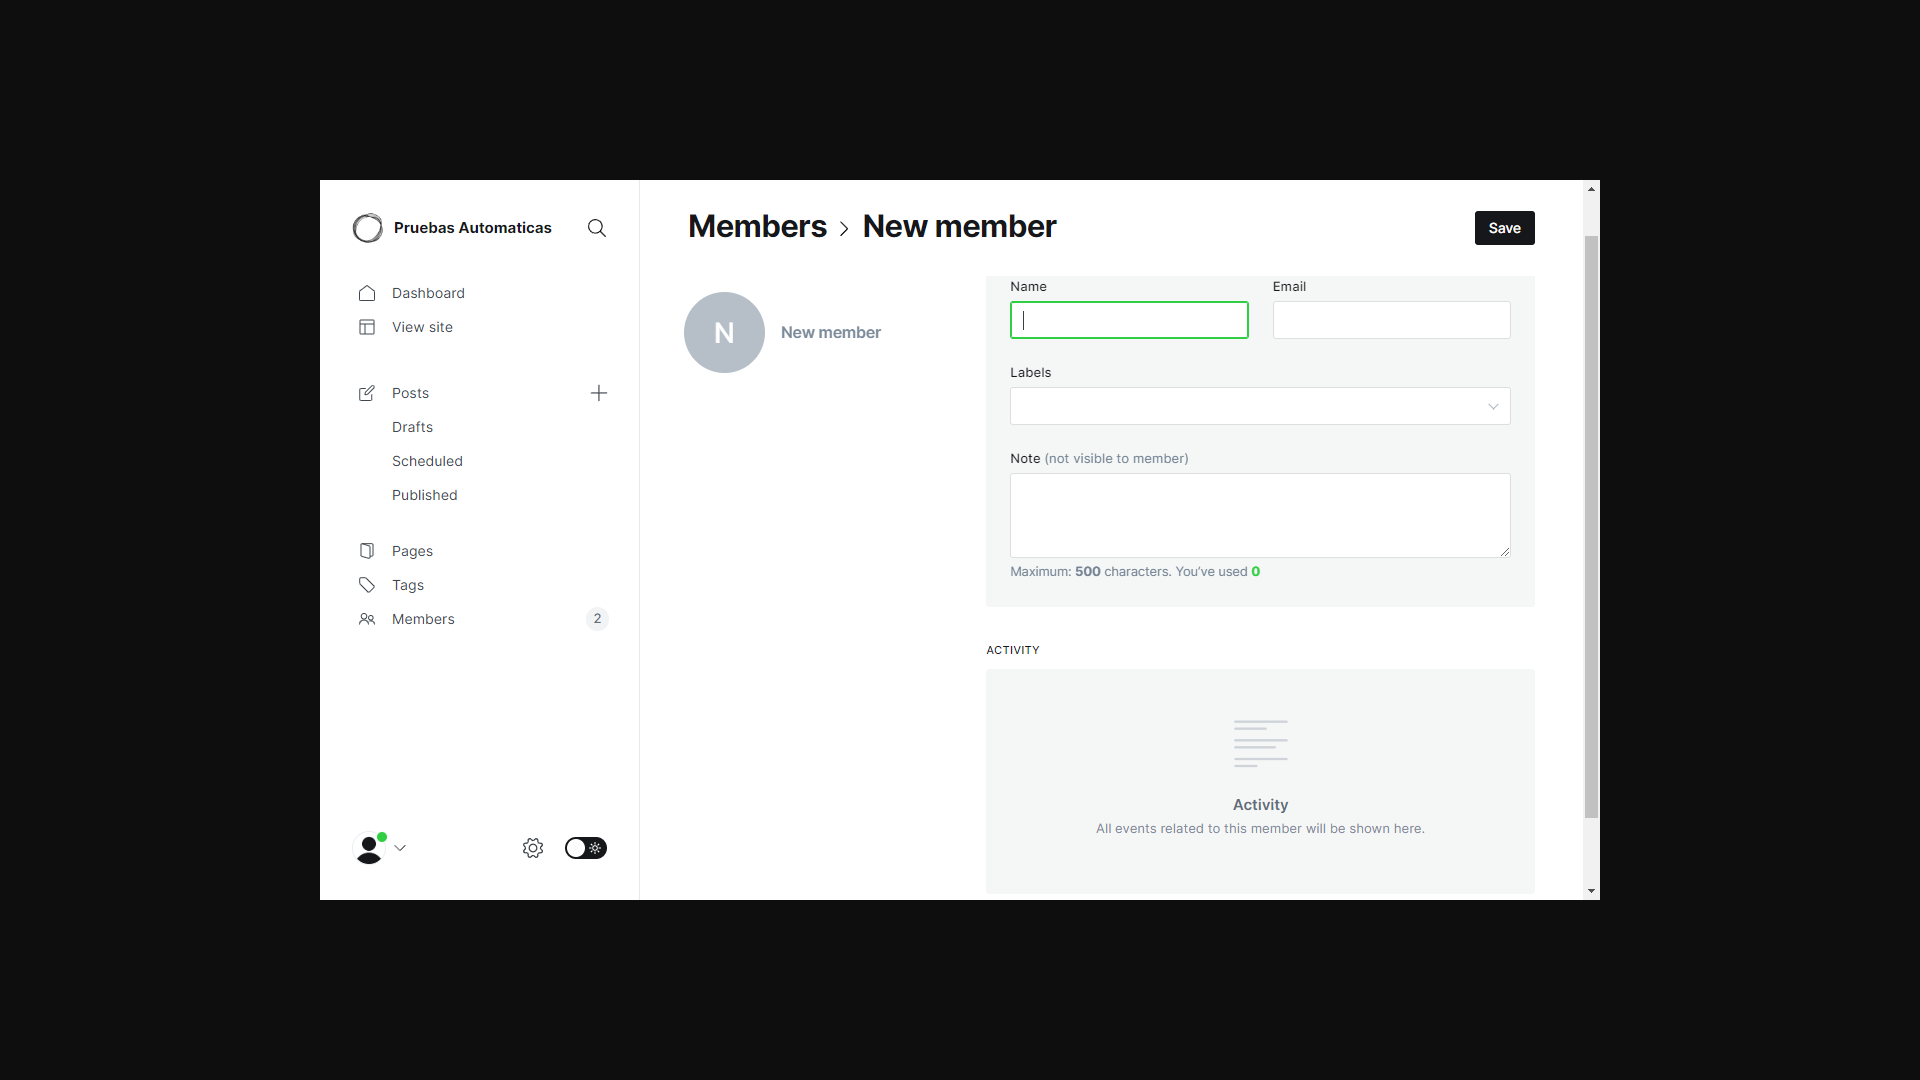 Pruebas Automaticas
Dashboard
View site
Posts
Drafts
Scheduled
Published
Pages
Tags
Members 2
Members > New member
Save
N
New member
Name Email
Labels
Note (not visible to member)
Maximum: 500 characters. You’ve used 0
ACTIVITY
Activity
All events related to this member will be shown here.